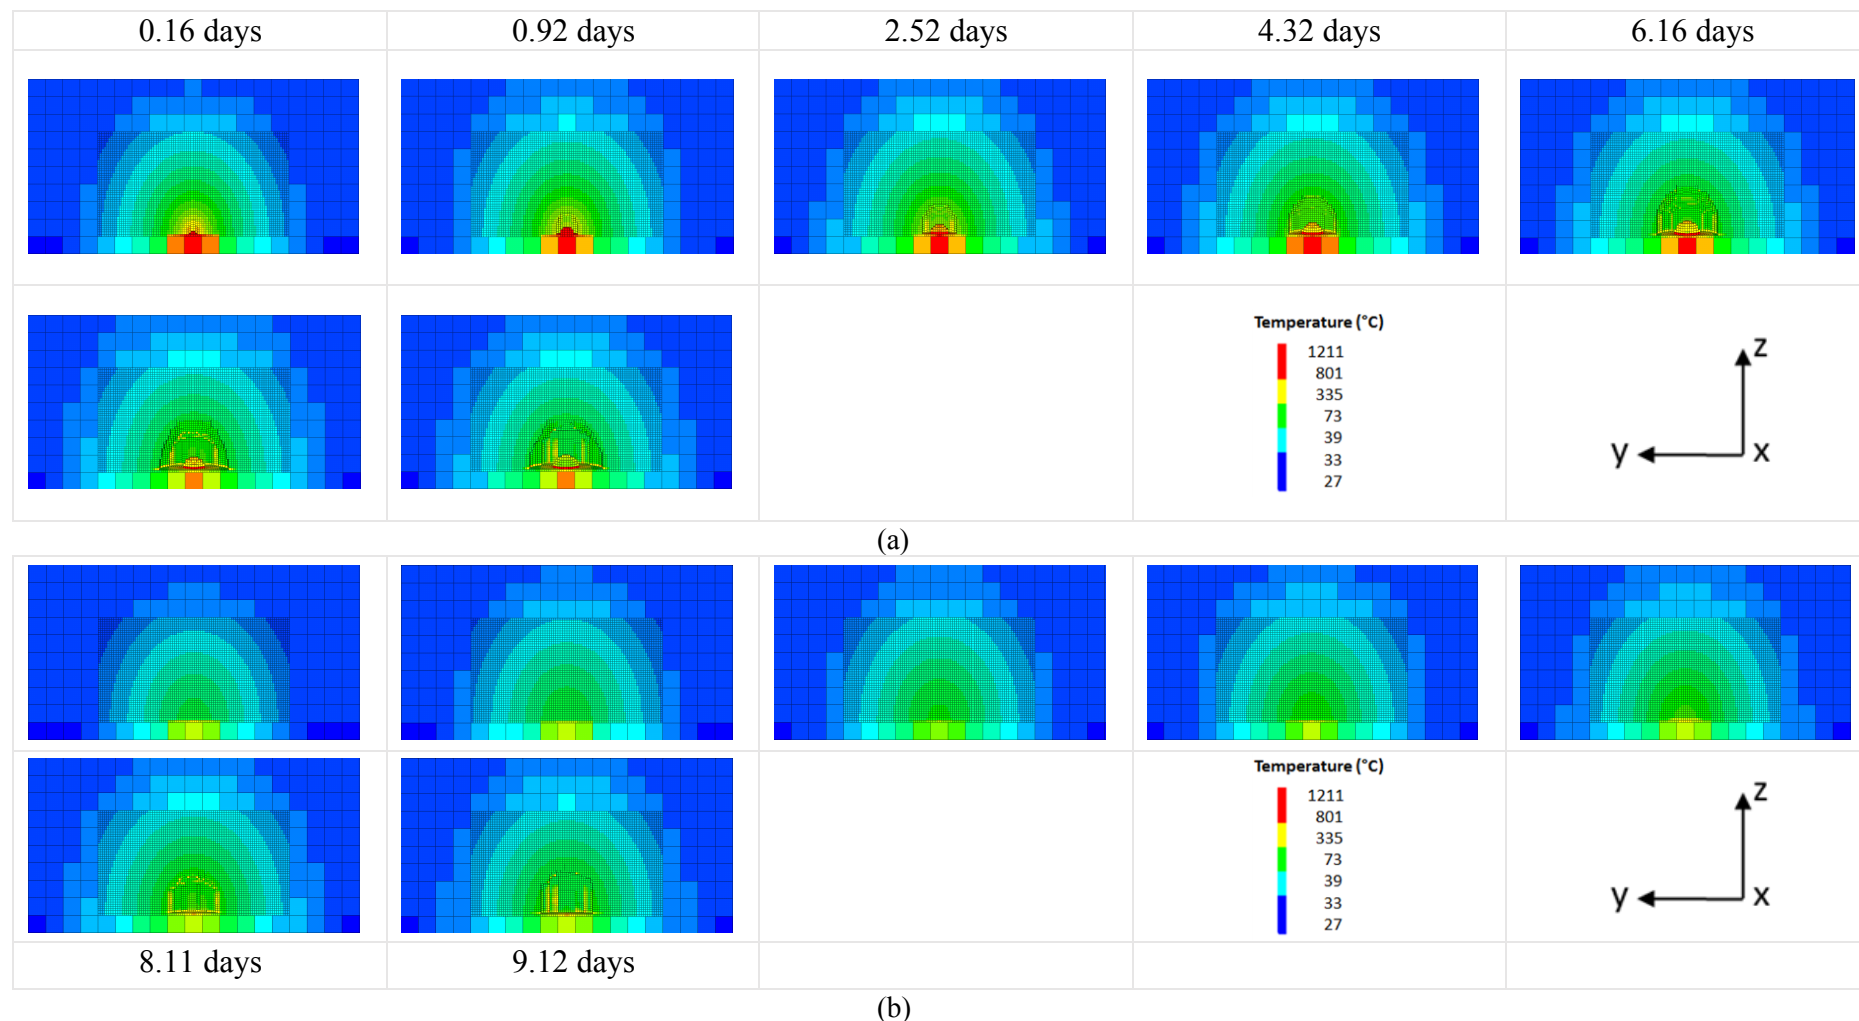 0.16 days 0.92 days 2.52 days 4.32 days 6.16 days
Temperature (°C)
1211
801
335
73
39
33
27
z
y x
(a)
Temperature (°C)
1211
801
335
73
39
33
27
z
y x
8.11 days 9.12 days
(b)